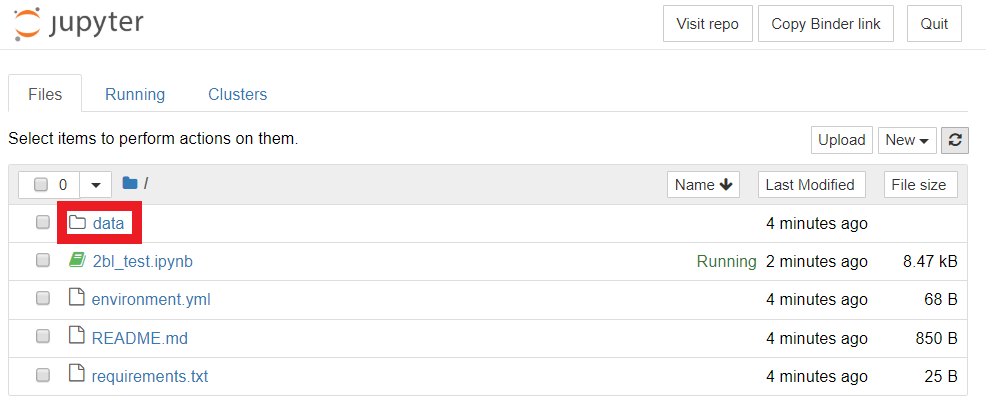 jupyter
Visit repo
Copy Binder link
Quit
Files
Running
Clusters
Select items to perform actions on them.
Upload
New
0
/
Name
Last Modified
File size
data
4 minutes ago
2bl_test.ipynb
Running 2 minutes ago
8.47 kB
environment.yml
4 minutes ago
68 B
README.md
4 minutes ago
850 B
requirements.txt
4 minutes ago
25 B